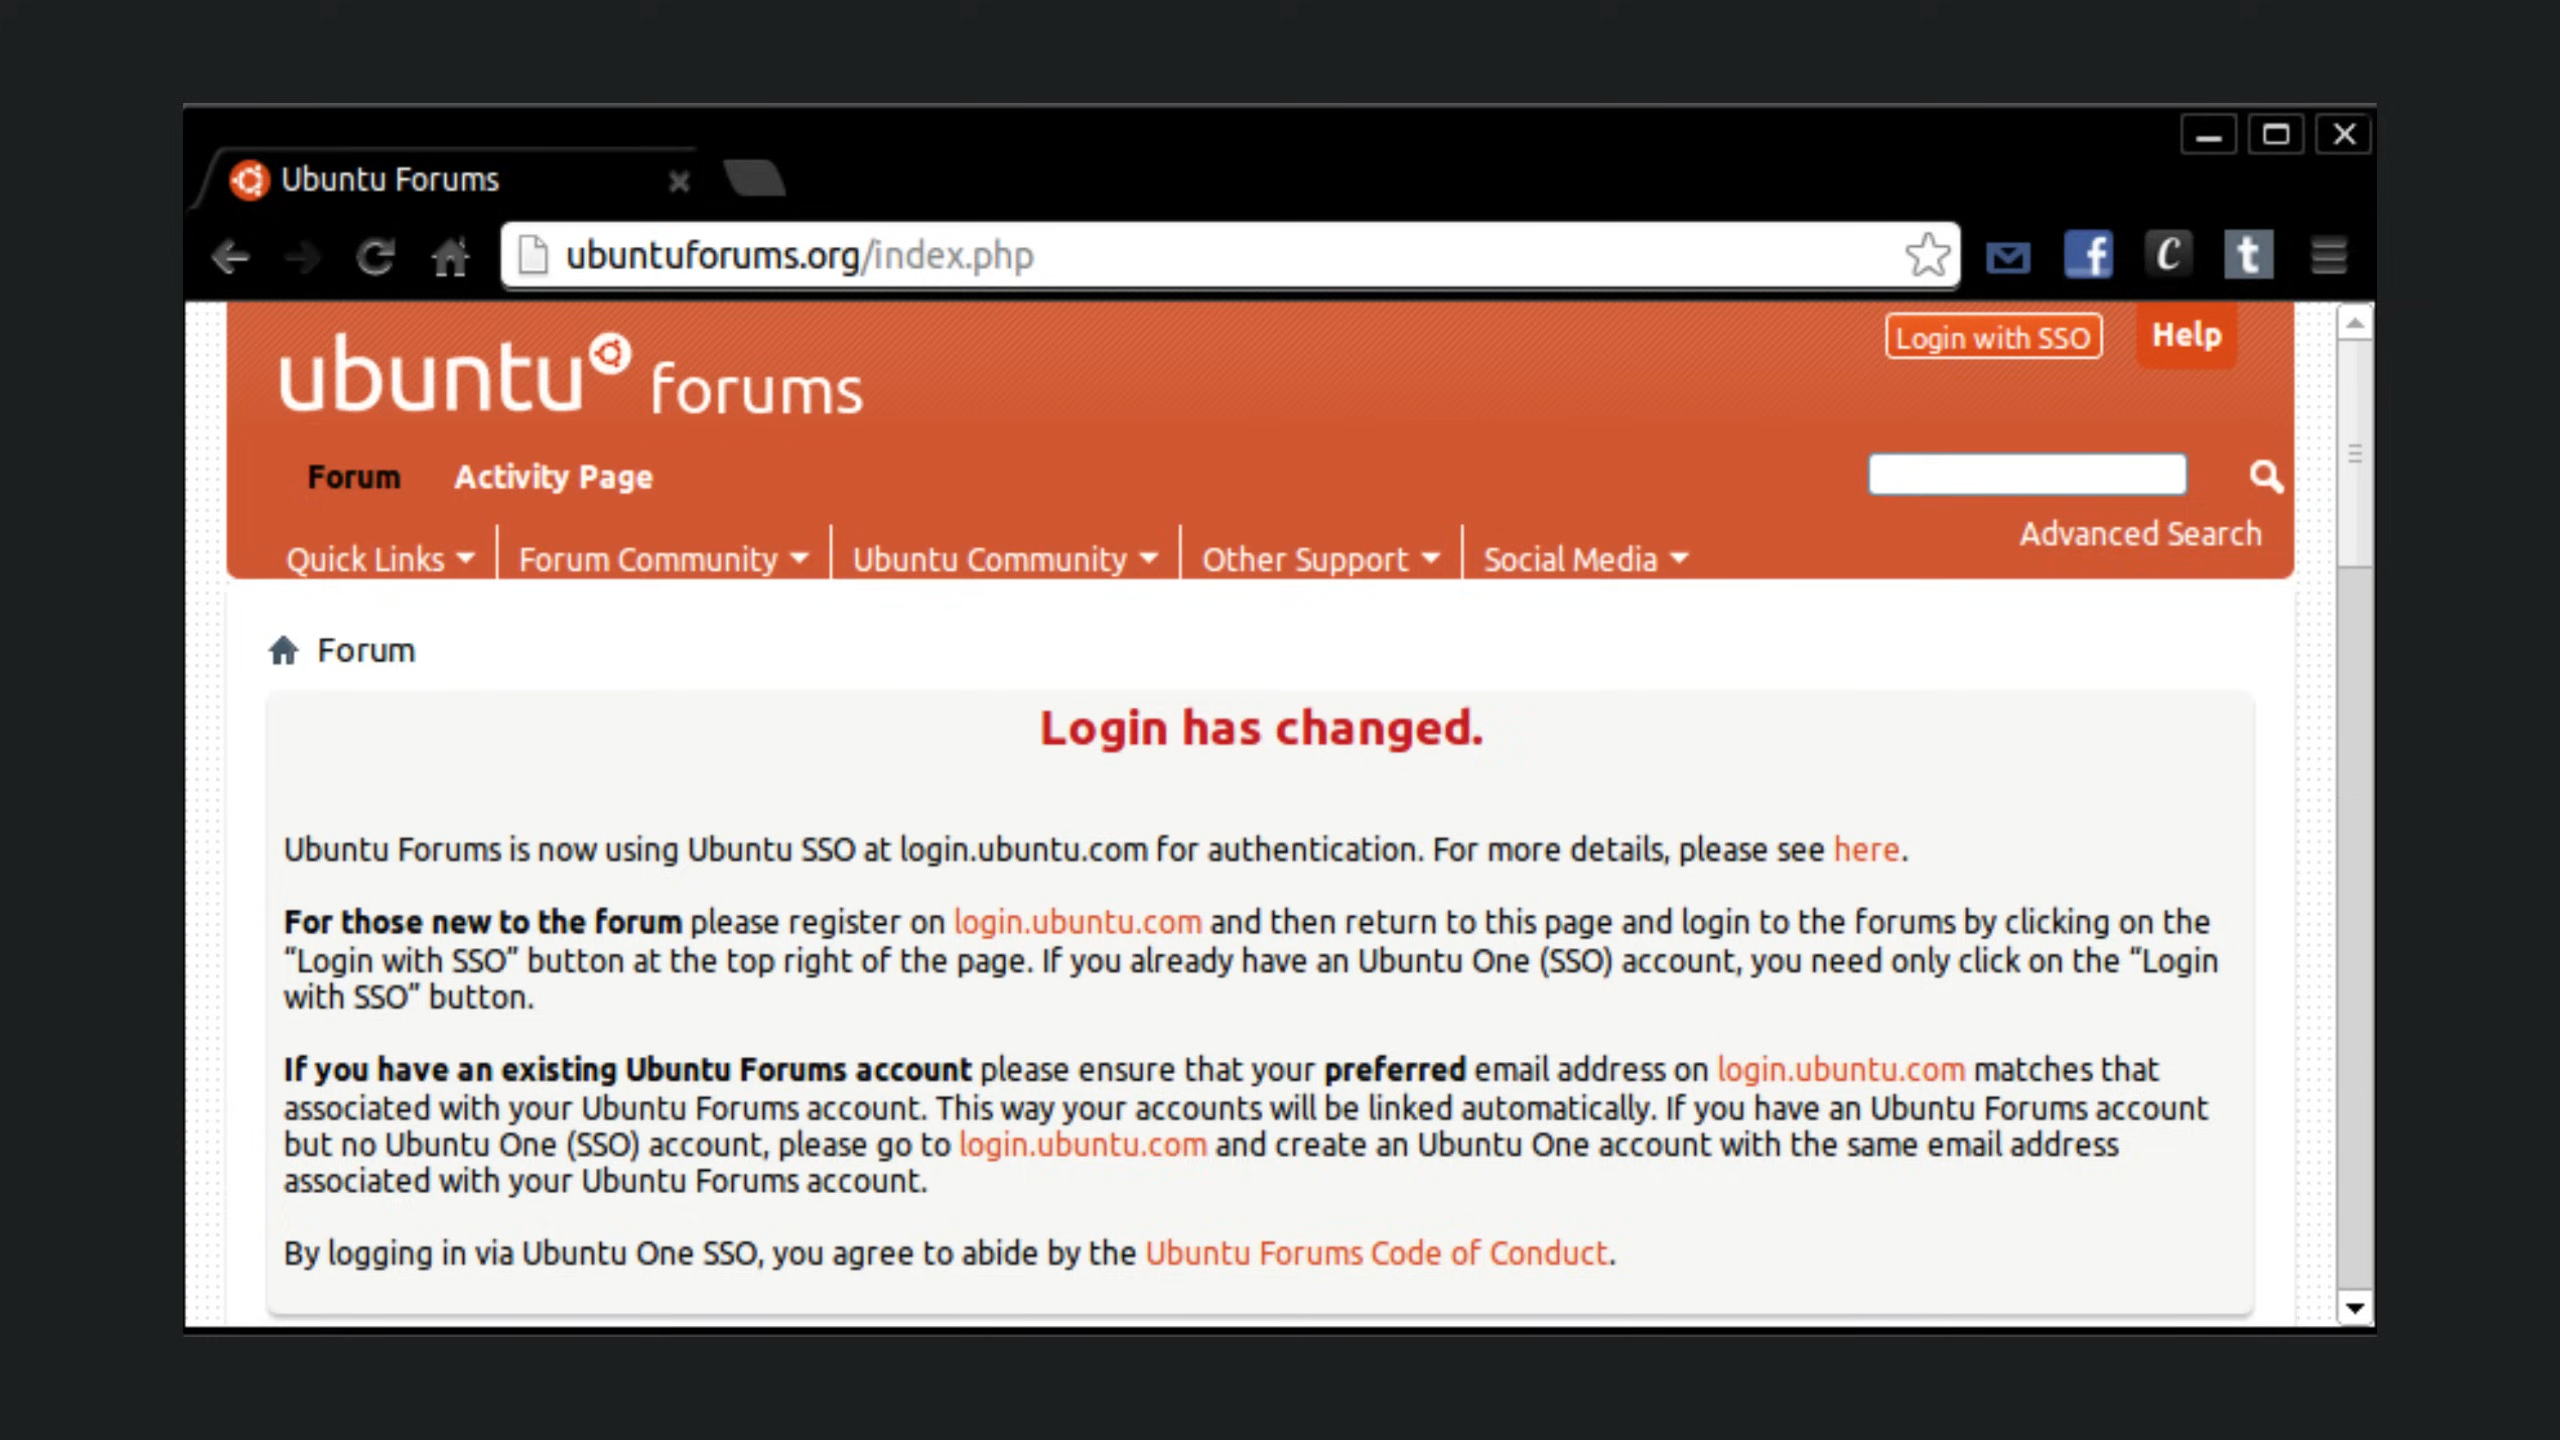 Ubuntu Forums
ubuntuforums.org/index.php
f C t
Login with SSO Help
ubuntu forums
Forum Activity Page
Advanced Search
Quick Links Forum Community Ubuntu Community Other Support Social Media
Forum
Login has changed.
Ubuntu Forums is now using Ubuntu SSO at login.ubuntu.com for authentication. For more details, please see here.
For those new to the forum please register on login.ubuntu.com and then return to this page and login to the forums by clicking on the
“Login with SSO” button at the top right of the page. If you already have an Ubuntu One (SSO) account, you need only click on the “Login
with SSO” button.
If you have an existing Ubuntu Forums account please ensure that your preferred email address on login.ubuntu.com matches that
associated with your Ubuntu Forums account. This way your accounts will be linked automatically. If you have an Ubuntu Forums account
but no Ubuntu One (SSO) account, please go to login.ubuntu.com and create an Ubuntu One account with the same email address
associated with your Ubuntu Forums account.
By logging in via Ubuntu One SSO, you agree to abide by the Ubuntu Forums Code of Conduct.